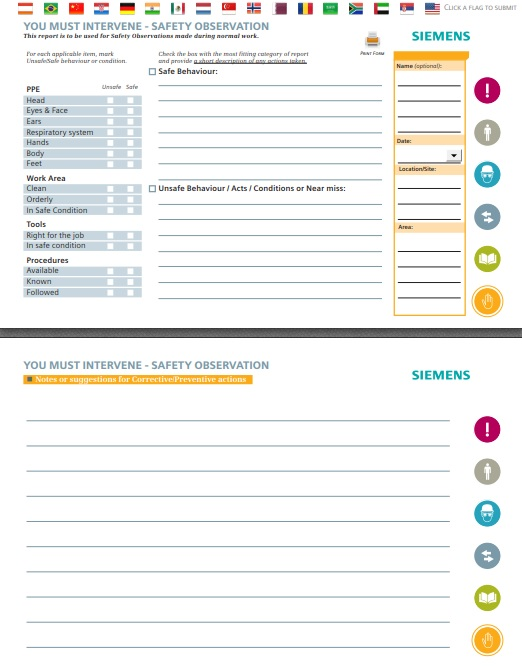 CLICK A FLAG TO SUBMIT
YOU MUST INTERVENE - SAFETY OBSERVATION
This report is to be used for Safety Observations made during normal work.
SIEMENS
Print Form
For each applicable item, mark
Unsafe/Safe behaviour or condition.
Check the box with the most fitting category of report
and provide a short description of any actions taken.
Safe Behaviour:
Unsafe Safe
PPE
Head
Eyes & Face
Ears
Respiratory system
Hands
Body
Feet
Work Area
Clean
Orderly
In Safe Condition
Tools
Right for the job
In safe condition
Procedures
Available
Known
Followed
Unsafe Behaviour / Acts / Conditions or Near miss:
Name (optional):
Date:
Location/Site:
Area:
YOU MUST INTERVENE - SAFETY OBSERVATION
Notes or suggestions for Corrective/Preventive actions
SIEMENS